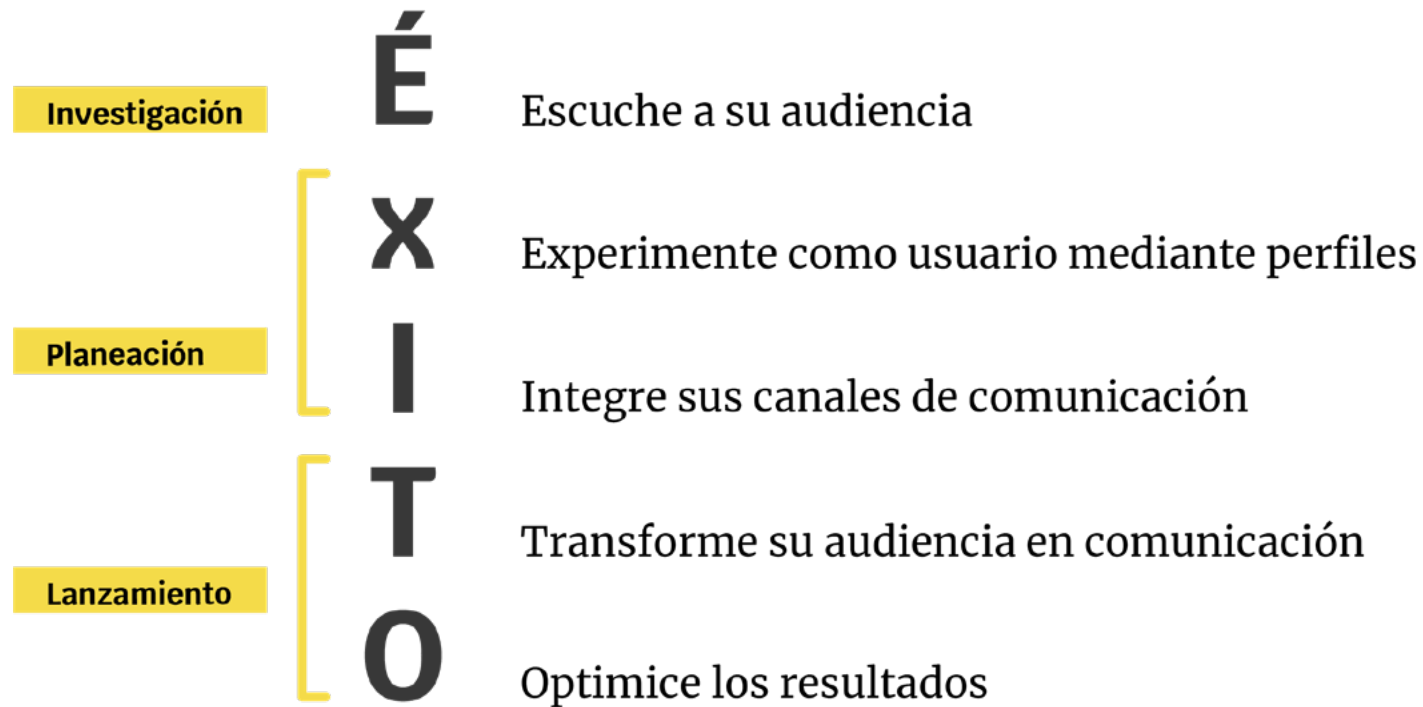 É
Investigación
Escuche a su audiencia
X
Experimente como usuario mediante perfiles
Planeación
I
Integre sus canales de comunicación
T
Transforme su audiencia en comunicación
Lanzamiento
O
Optimice los resultados